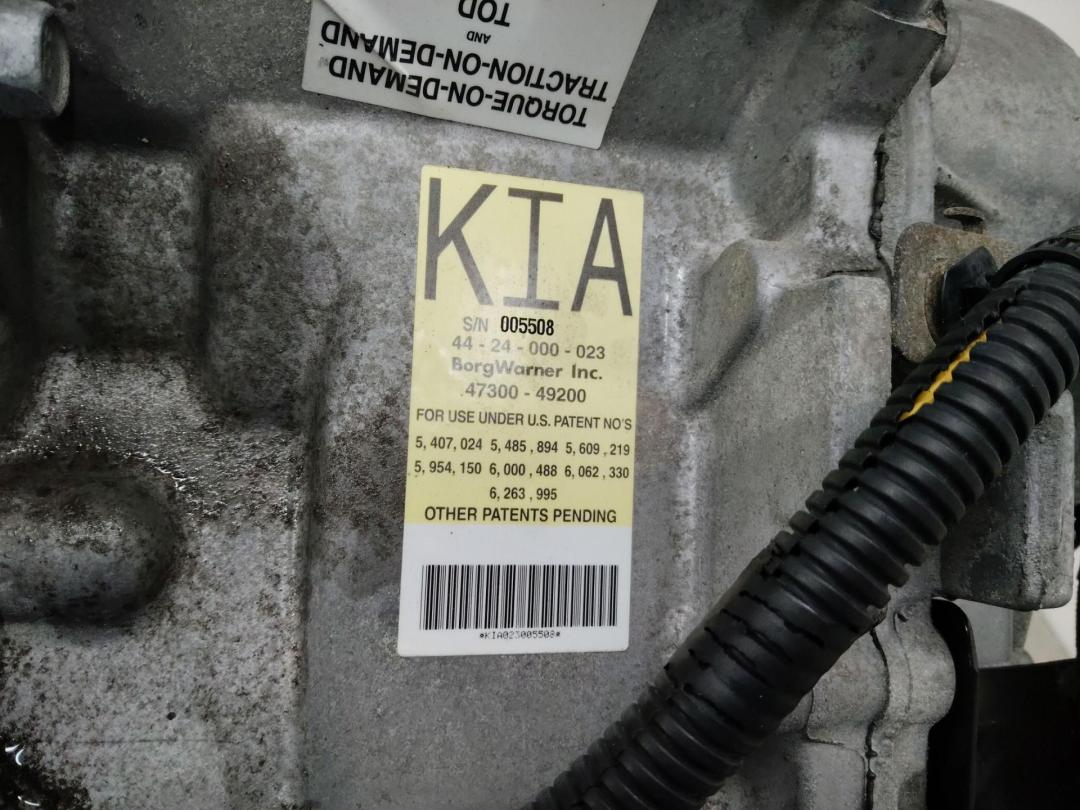 TORQUE-ON-DEMAND
TRACTION-ON-DEMAND
AND
TOD
KIA
S/N 005508
44 - 24 - 000 - 023
BorgWarner Inc.
47300 - 49200
FOR USE UNDER U.S. PATENT NO'S
5, 407, 024 5, 485, 894 5, 609, 219
5, 954, 150 6, 000, 488 6, 062, 330
6, 263, 995
OTHER PATENTS PENDING
*KIA023005508*